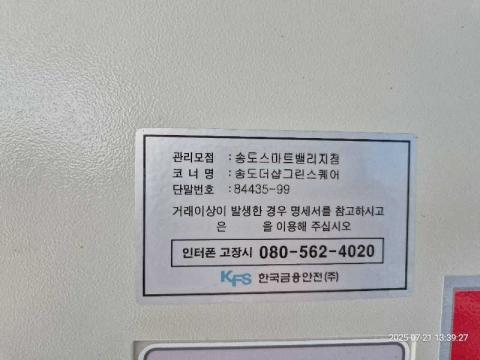 관리모점 : 송도스마트밸리지점
코 너 명 : 송도더샵그린스퀘어
단말번호 : 84435-99
거래이상이 발생한 경우 명세서를 참고하시고
은 을 이용해 주십시오
인터폰 고장시 080-562-4020
KFS 한국금융안전(주)
2025-07-21 13:39:27